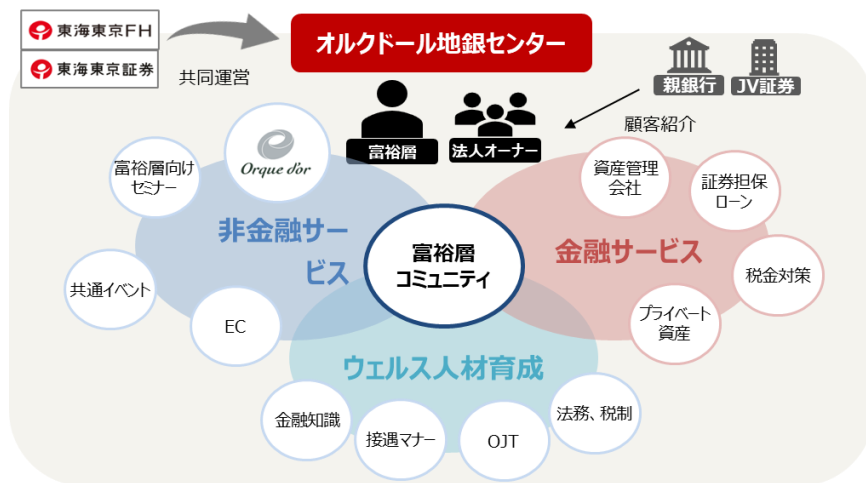 東海東京FH
東海東京証券
共同運営
オルクドール地銀センター
親銀行
JV証券
顧客紹介
富裕層
法人オーナー
富裕層向け
セミナー
Orque d'or
資産管理
会社
証券担保
ローン
非金融サー
ビス
富裕層
コミュニティ
金融サービス
共通イベント
税金対策
EC
プライベート
資産
ウェルス人材育成
金融知識
接遇マナー
OJT
法務、税制